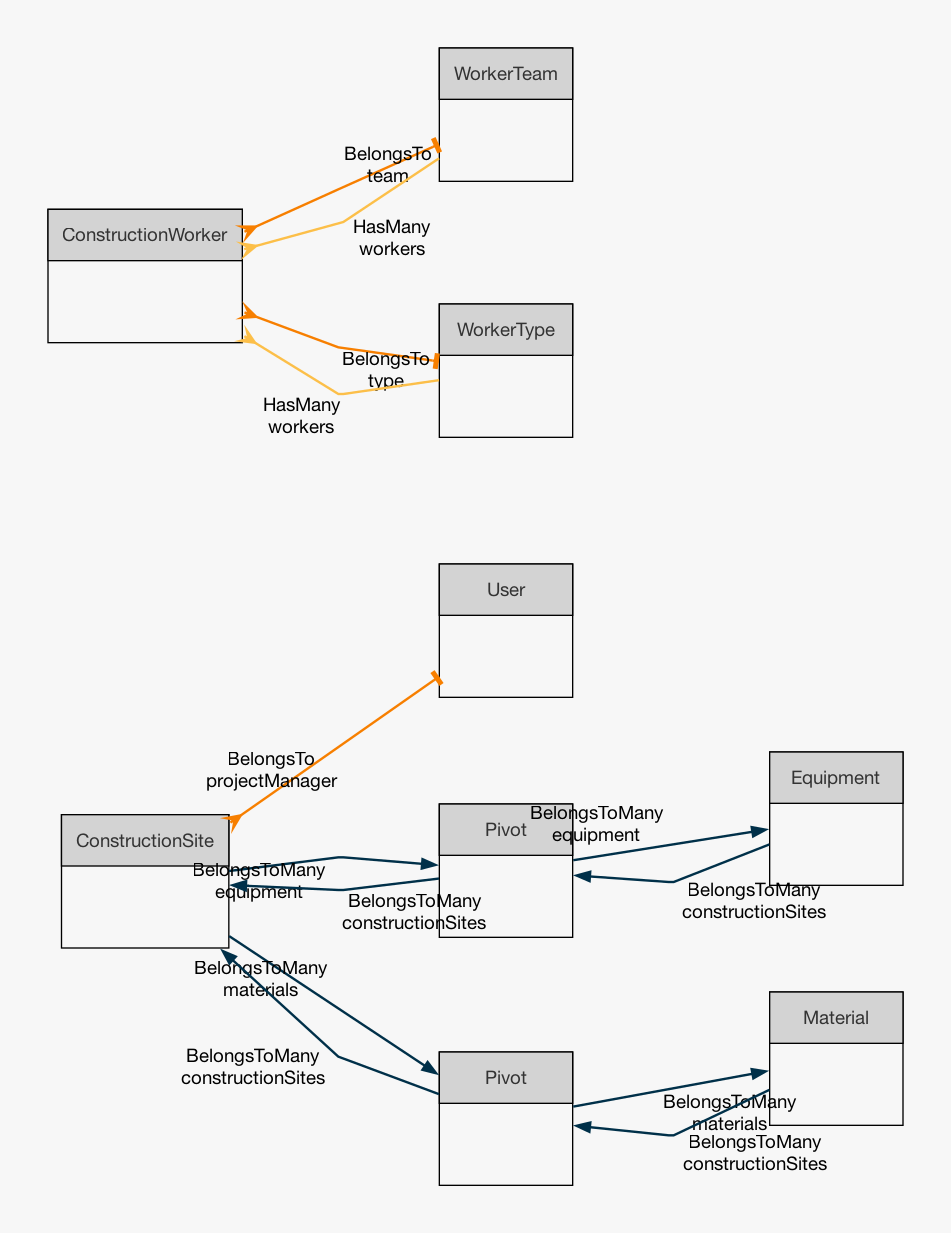 WorkerTeam
BelongsTo
team
ConstructionWorker
HasMany
workers
WorkerType
BelongsTo
type
HasMany
workers
User
BelongsTo
projectManager
Equipment
ConstructionSite
Pivot
BelongsToMany
equipment
BelongsToMany
equipment
BelongsToMany
constructionSites
BelongsToMany
constructionSites
BelongsToMany
materials
Material
BelongsToMany
constructionSites
Pivot
BelongsToMany
materials
BelongsToMany
constructionSites